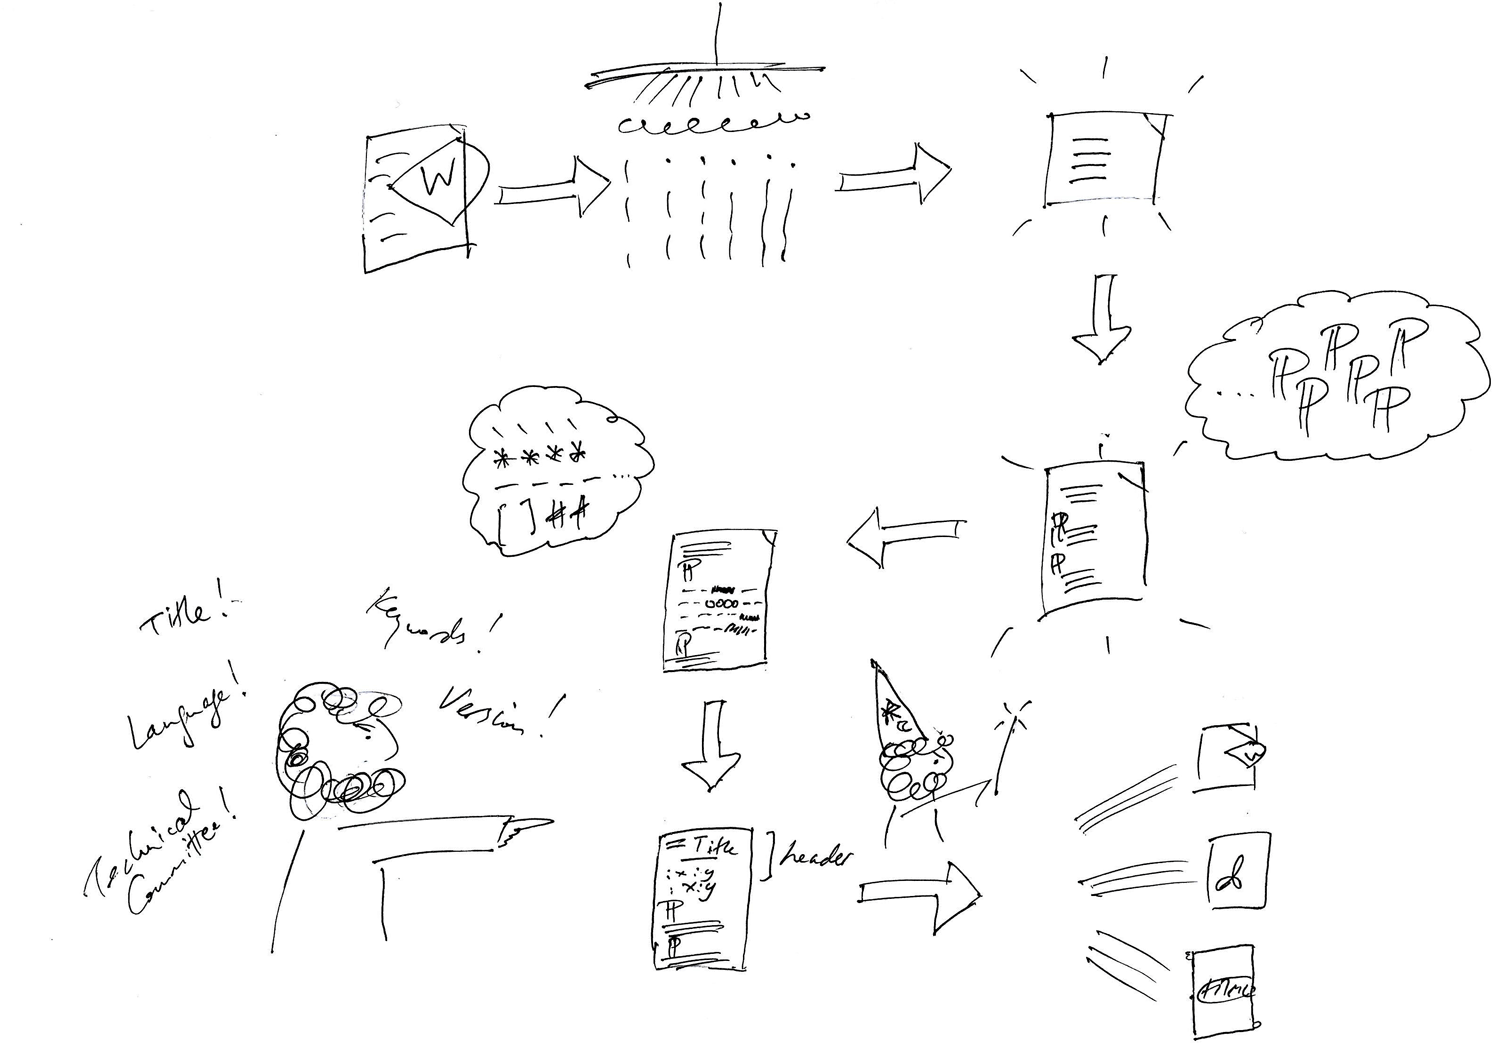 W
P P P P P P
* * * *
- - - - - - ...
[ ] # #
P
P
P
P
Title!
Keywords!
Language!
Version!
Technical
Committee!
* C
= Title
: x : y
: x : y
P
P
header
W
HTML